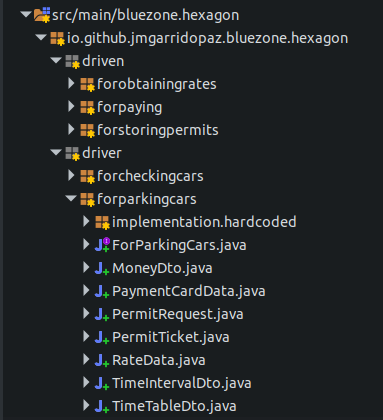 src/main/bluezone.hexagon
io.github.jmgarridopaz.bluezone.hexagon
driven
forobtainingrates
forpaying
forstoringpermits
driver
forcheckingcars
forparkingcars
implementation.hardcoded
ForParkingCars.java
MoneyDto.java
PaymentCardData.java
PermitRequest.java
PermitTicket.java
RateData.java
TimeIntervalDto.java
TimeTableDto.java